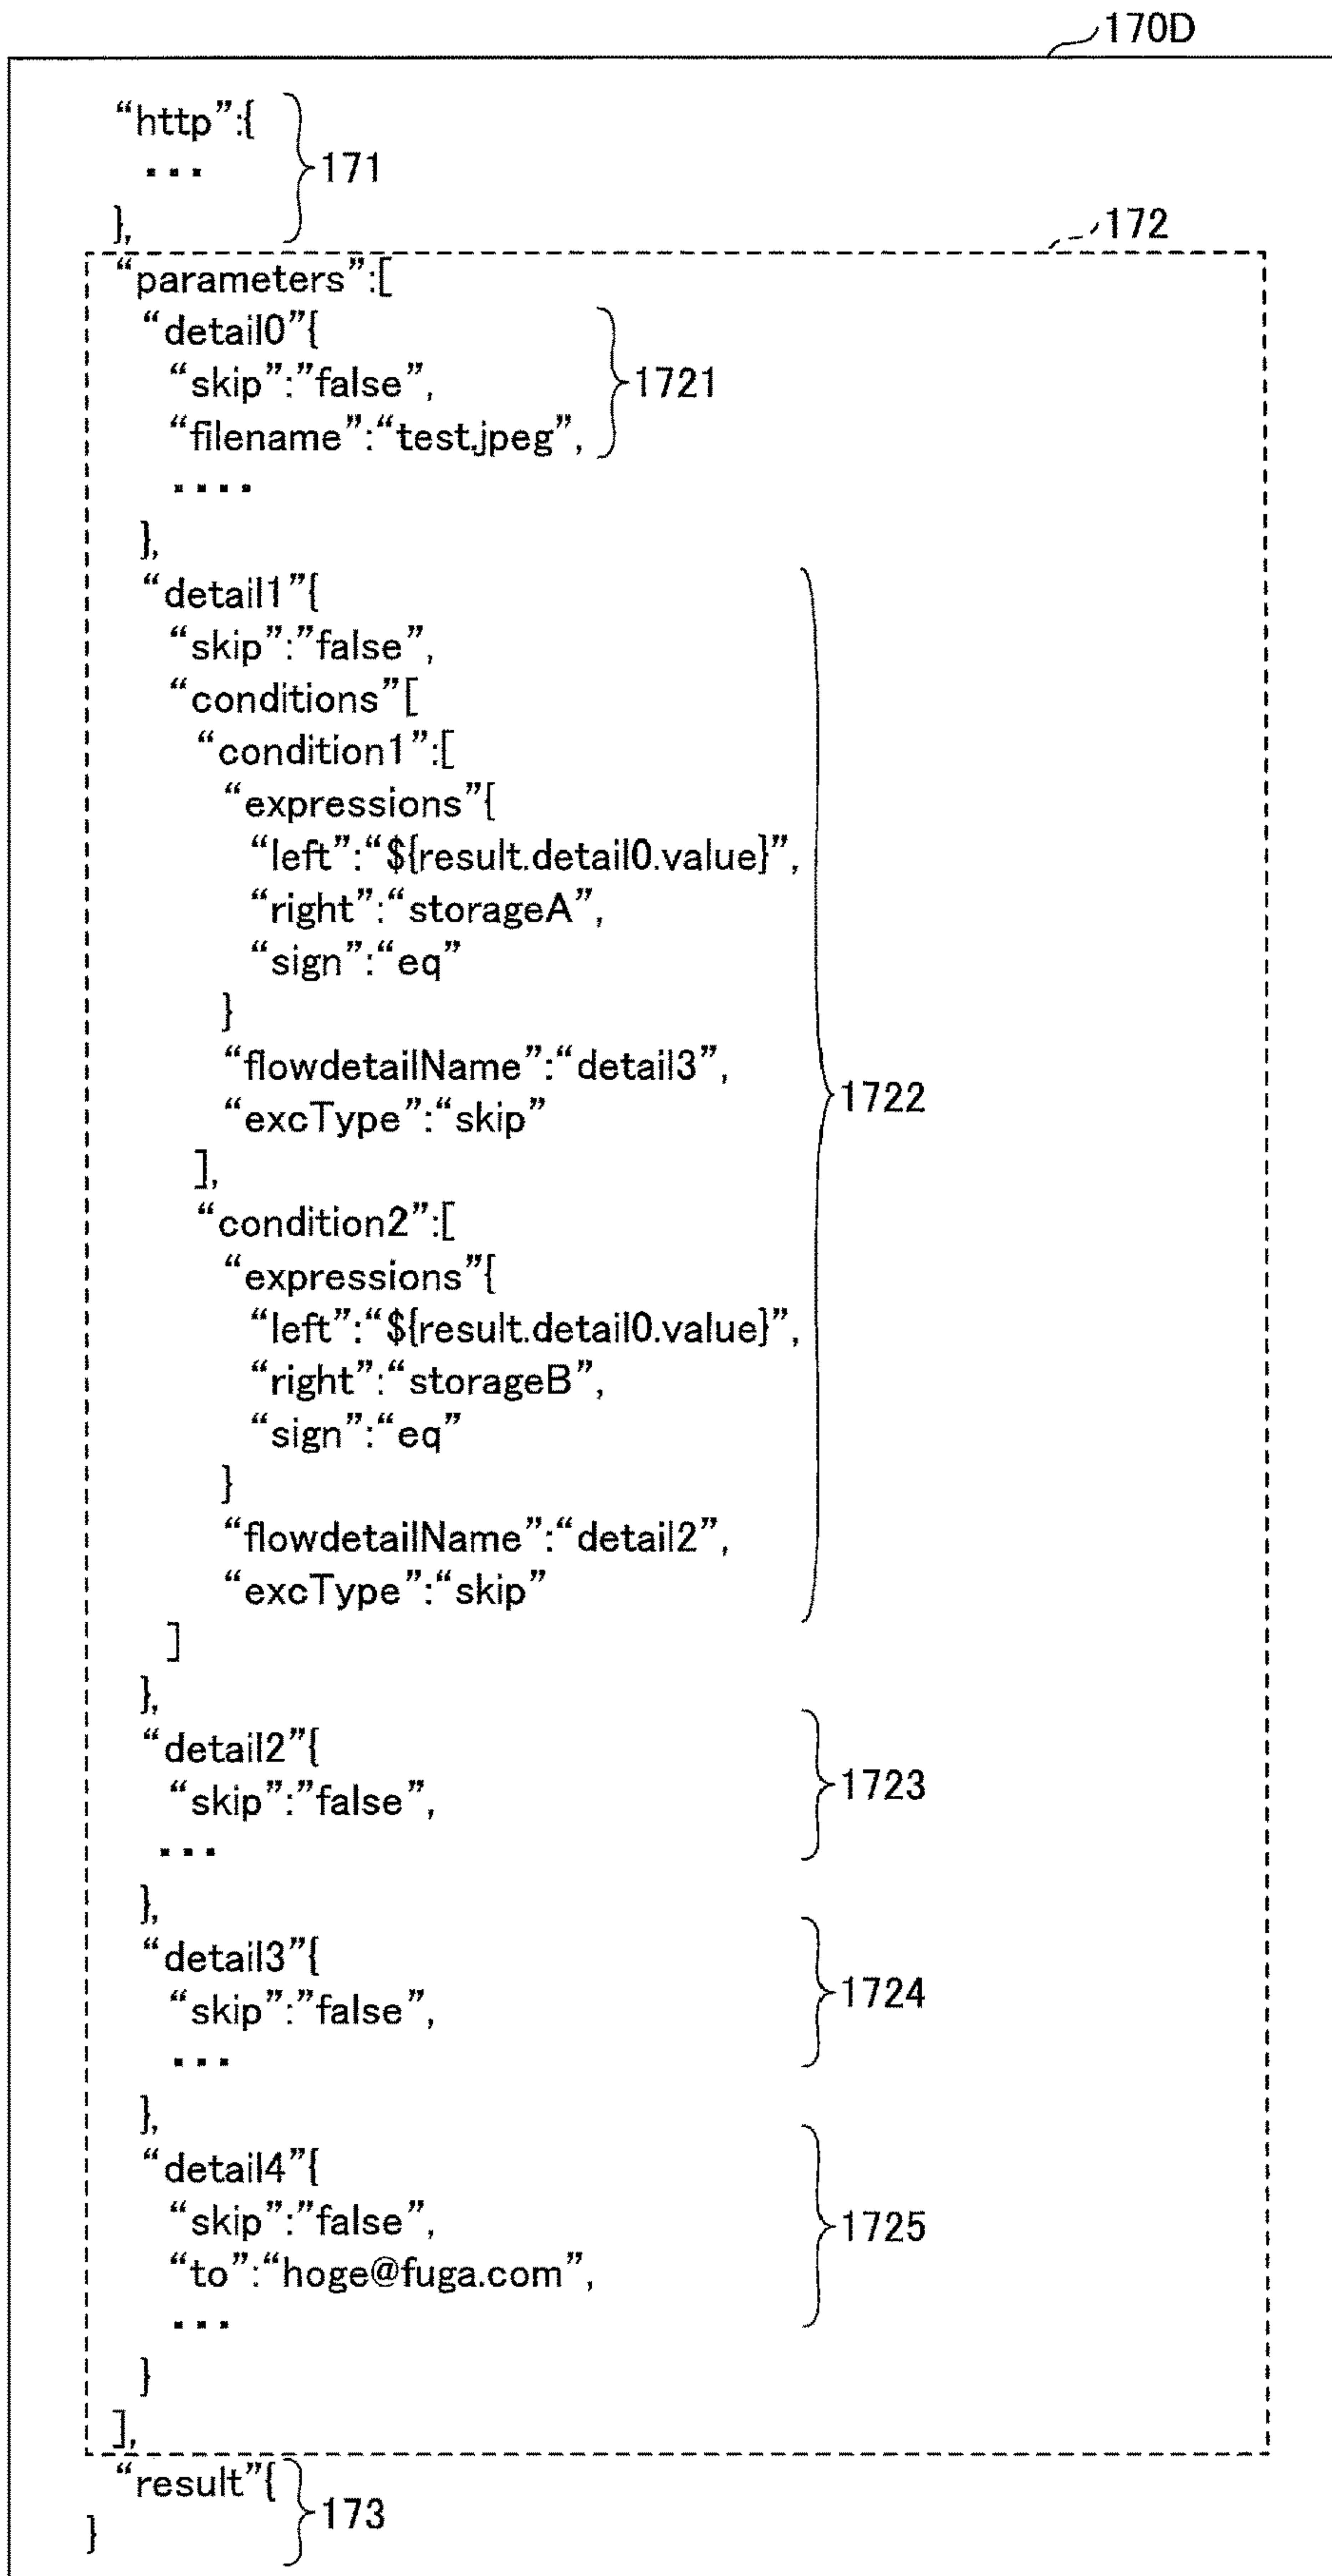 170D
“http”:{
...
},
171
172
“parameters”:[
“detail0”{
“skip”:”false”,
“filename”:“test.jpeg”,
1721
....
},
“detail1”{
“skip”:”false”,
“conditions”[
“condition1”:[
“expressions”{
“left”:“${result.detail0.value}”,
“right”:“storageA”,
“sign”:“eq”
}
“flowdetailName”:“detail3”,
“excType”:“skip”
],
“condition2”:[
“expressions”{
“left”:“${result.detail0.value}”,
“right”:“storageB”,
“sign”:“eq”
}
“flowdetailName”:“detail2”,
“excType”:“skip”
]
1722
},
“detail2”{
“skip”:”false”,
...
1723
},
“detail3”{
“skip”:”false”,
...
1724
},
“detail4”{
“skip”:”false”,
“to”:“hoge@fuga.com”,
...
1725
}
],
“result”{
}
173